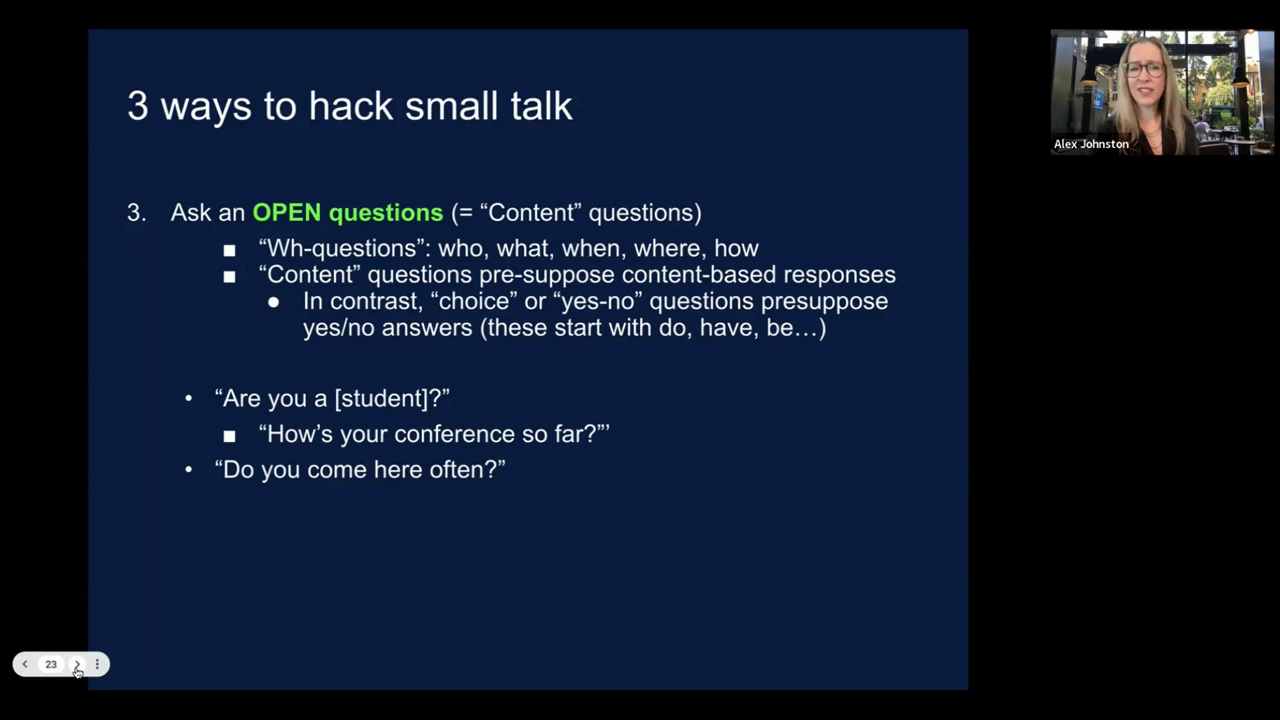 3 ways to hack small talk
3. Ask an OPEN questions (= “Content” questions)
■ “Wh-questions”: who, what, when, where, how
■ “Content” questions pre-suppose content-based responses
● In contrast, “choice” or “yes-no” questions presuppose
yes/no answers (these start with do, have, be…)
• “Are you a [student]?”
■ “How’s your conference so far?”’
• “Do you come here often?”
Alex Johnston
23